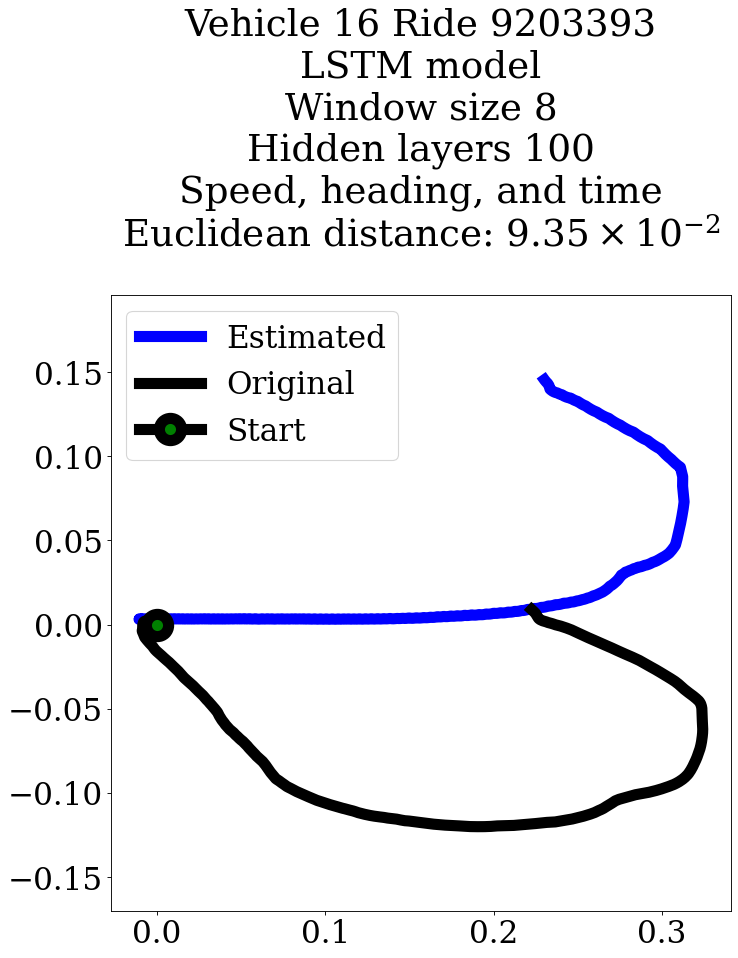 Vehicle 16 Ride 9203393
LSTM model
Window size 8
Hidden layers 100
Speed, heading, and time
Euclidean distance: 9.35 × 10⁻²
Estimated
Original
Start
0.15
0.10
0.05
0.00
−0.05
−0.10
−0.15
0.0 0.1 0.2 0.3